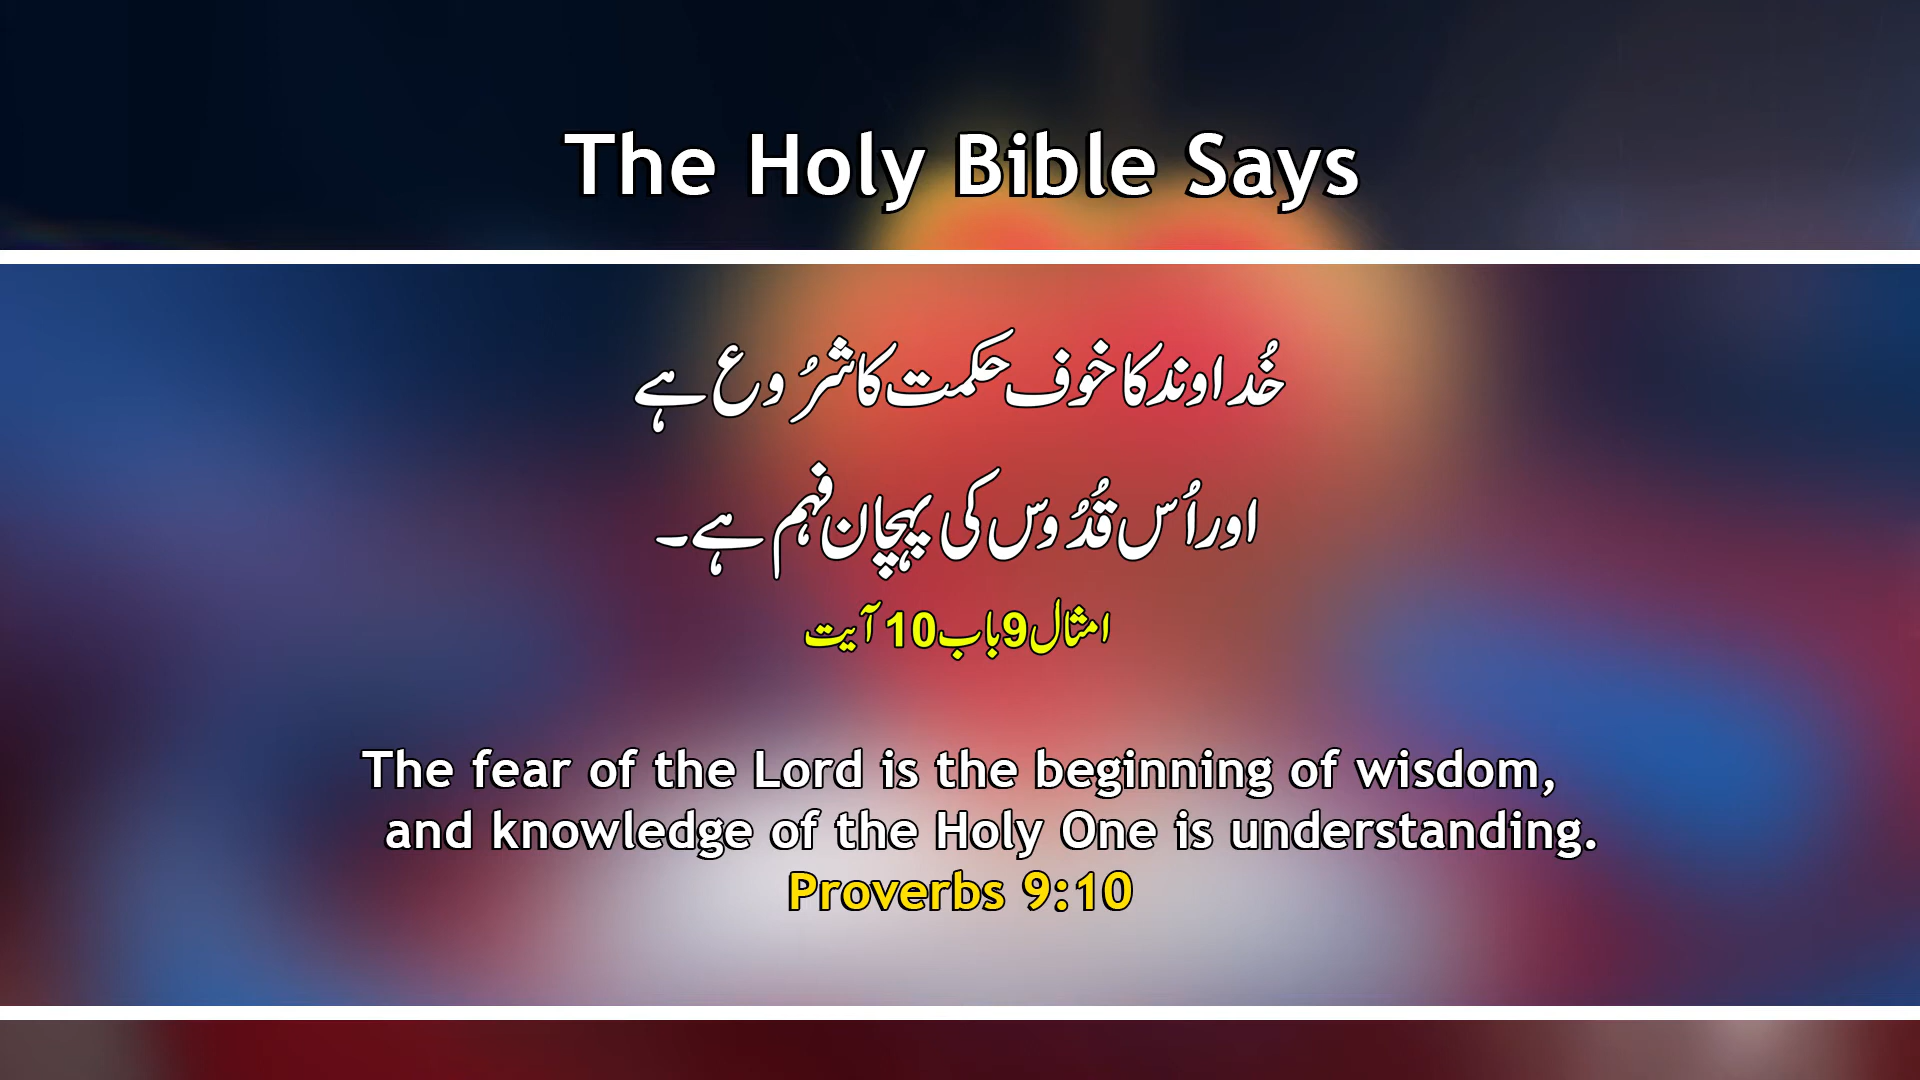 The Holy Bible Says
خُداوند کا خوف حکمت کا شرُوع ہے
اور اُس قدُّوس کی پہچان فہم ہے۔
امثال 9 باب 10 آیت
The fear of the Lord is the beginning of wisdom,
and knowledge of the Holy One is understanding.
Proverbs 9:10